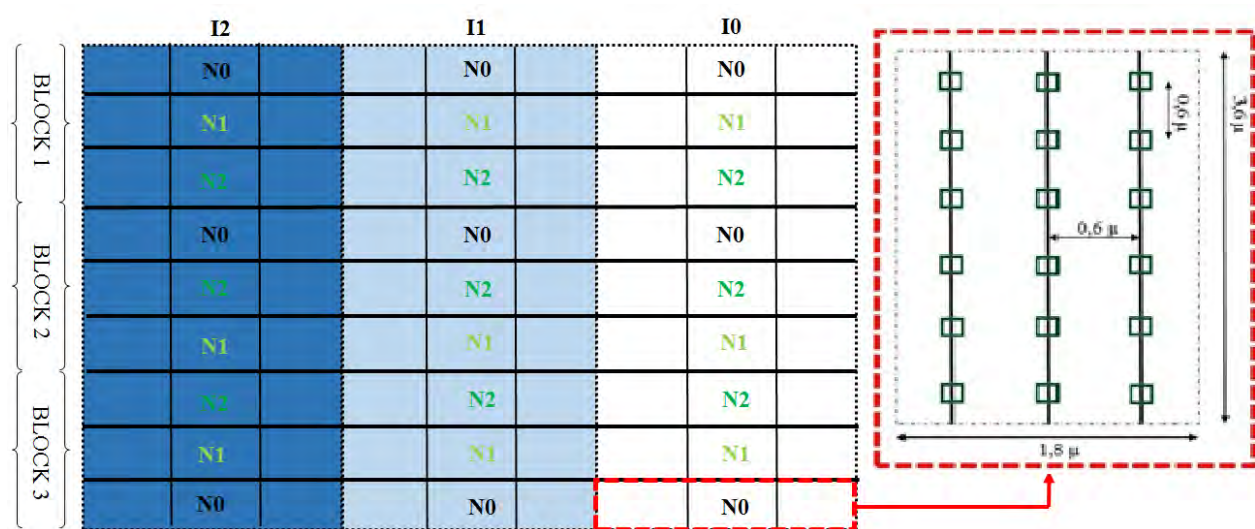 I2 I1 I0
BLOCK 1
N0 N0 N0
N1 N1 N1
N2 N2 N2
BLOCK 2
N0 N0 N0
N2 N2 N2
N1 N1 N1
BLOCK 3
N2 N2 N2
N1 N1 N1
N0 N0 N0
0,6 μ
3,6 μ
0,6 μ
1,8 μ